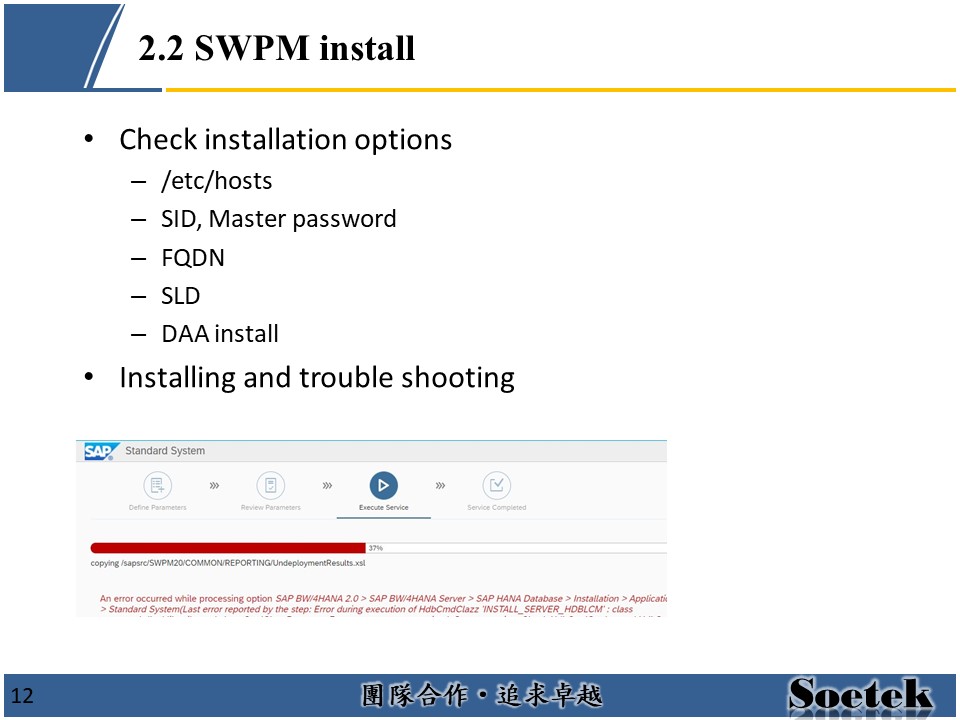 2.2 SWPM install
• Check installation options
– /etc/hosts
– SID, Master password
– FQDN
– SLD
– DAA install
• Installing and trouble shooting
SAP Standard System
Define Parameters »» Review Parameters »» Execute Service »» Service Completed
37%
copying /sapsrc/SWPM20/COMMON/REPORTING/UndeploymentResults.xsl
An error occurred while processing option SAP BW/4HANA 2.0 > SAP BW/4HANA Server > SAP HANA Database > Installation > Applicatio
> Standard System(Last error reported by the step: Error during execution of HdbCmdClazz 'INSTALL_SERVER_HDBLCM' : class
12
團隊合作·追求卓越
Soetek